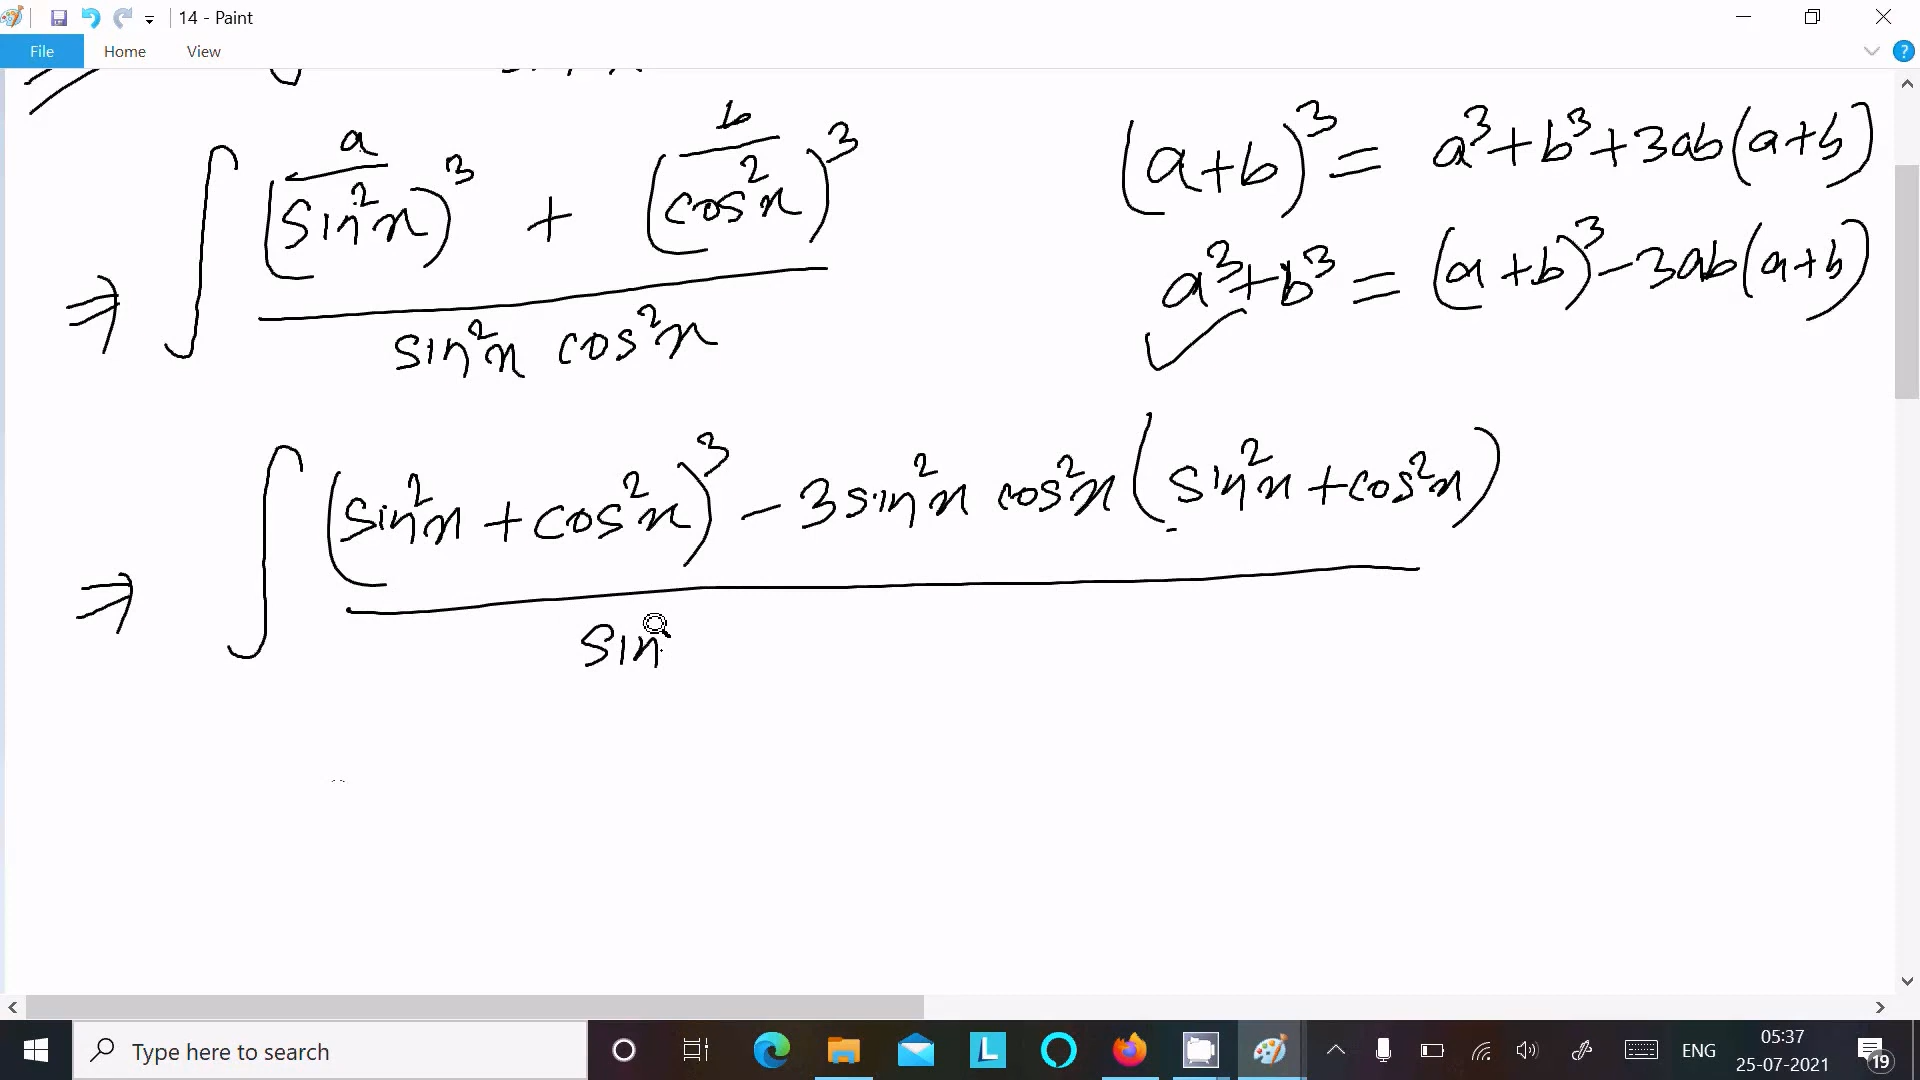 14 - Paint
File Home View
a b
⇒ ∫ (sin²x)³ + (cos²x)³
sin²x cos²x
(a+b)³ = a³+b³+3ab(a+b)
a³+b³ = (a+b)³-3ab(a+b)
⇒ ∫ (sin²x+cos²x)³ - 3sin²x cos²x(sin²x+cos²x)
sin
Type here to search
L
ENG
05:37
25-07-2021
19